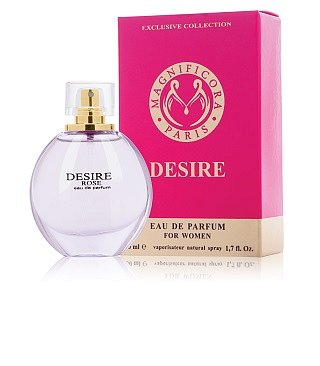 EXCLUSIVE COLLECTION
MAGNIFICORA
PARIS
DESIRE
EAU DE PARFUM
FOR WOMEN
ml e vaporisateur natural spray 1,7 fl. Oz.
DESIRE
ROSE
eau de parfum